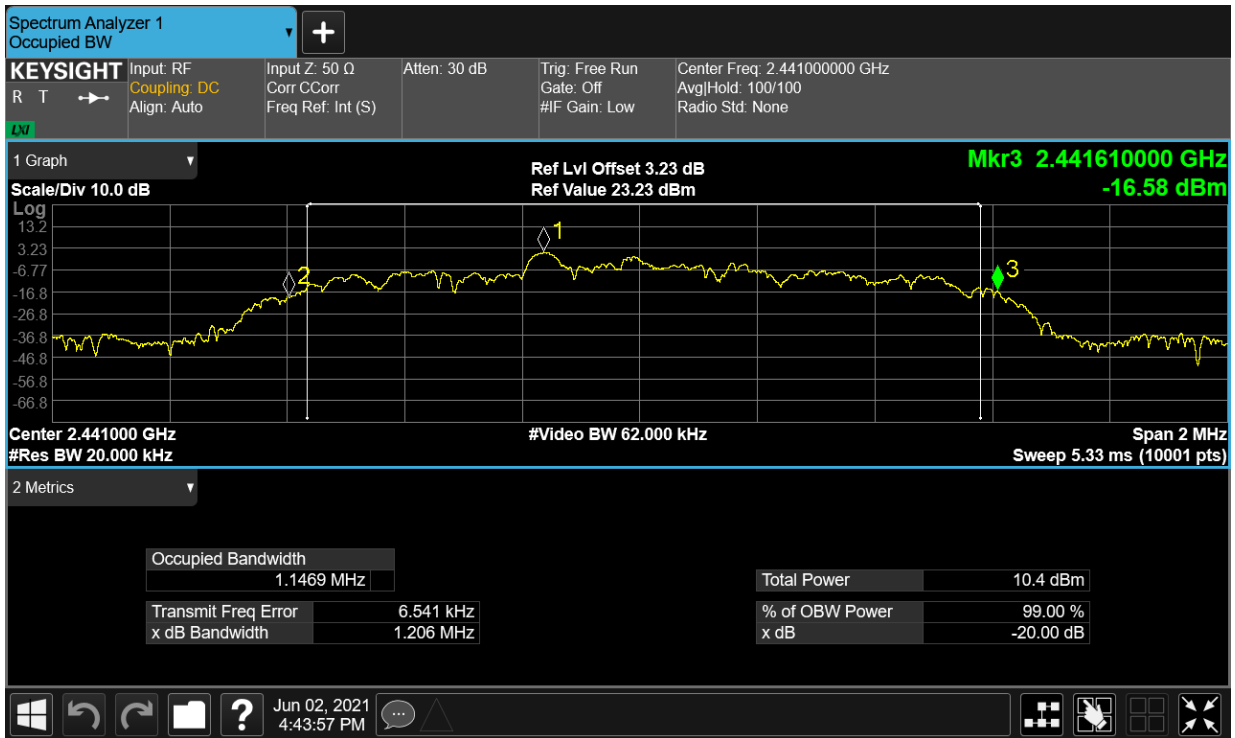 Spectrum Analyzer 1
Occupied BW
KEYSIGHT
R T
LXI
Input: RF
Coupling: DC
Align: Auto
Input Z: 50 Ω
Corr CCorr
Freq Ref: Int (S)
Atten: 30 dB
Trig: Free Run
Gate: Off
#IF Gain: Low
Center Freq: 2.441000000 GHz
Avg|Hold: 100/100
Radio Std: None
1 Graph
Ref Lvl Offset 3.23 dB
Mkr3 2.441610000 GHz
Scale/Div 10.0 dB
Ref Value 23.23 dBm
-16.58 dBm
Log
13.2
3.23
-6.77
-16.8
-26.8
-36.8
-46.8
-56.8
-66.8
1
2
3
Center 2.441000 GHz
#Video BW 62.000 kHz
Span 2 MHz
#Res BW 20.000 kHz
Sweep 5.33 ms (10001 pts)
2 Metrics
Occupied Bandwidth
1.1469 MHz
Total Power 10.4 dBm
Transmit Freq Error 6.541 kHz
% of OBW Power 99.00 %
x dB Bandwidth 1.206 MHz
x dB -20.00 dB
?
Jun 02, 2021
4:43:57 PM